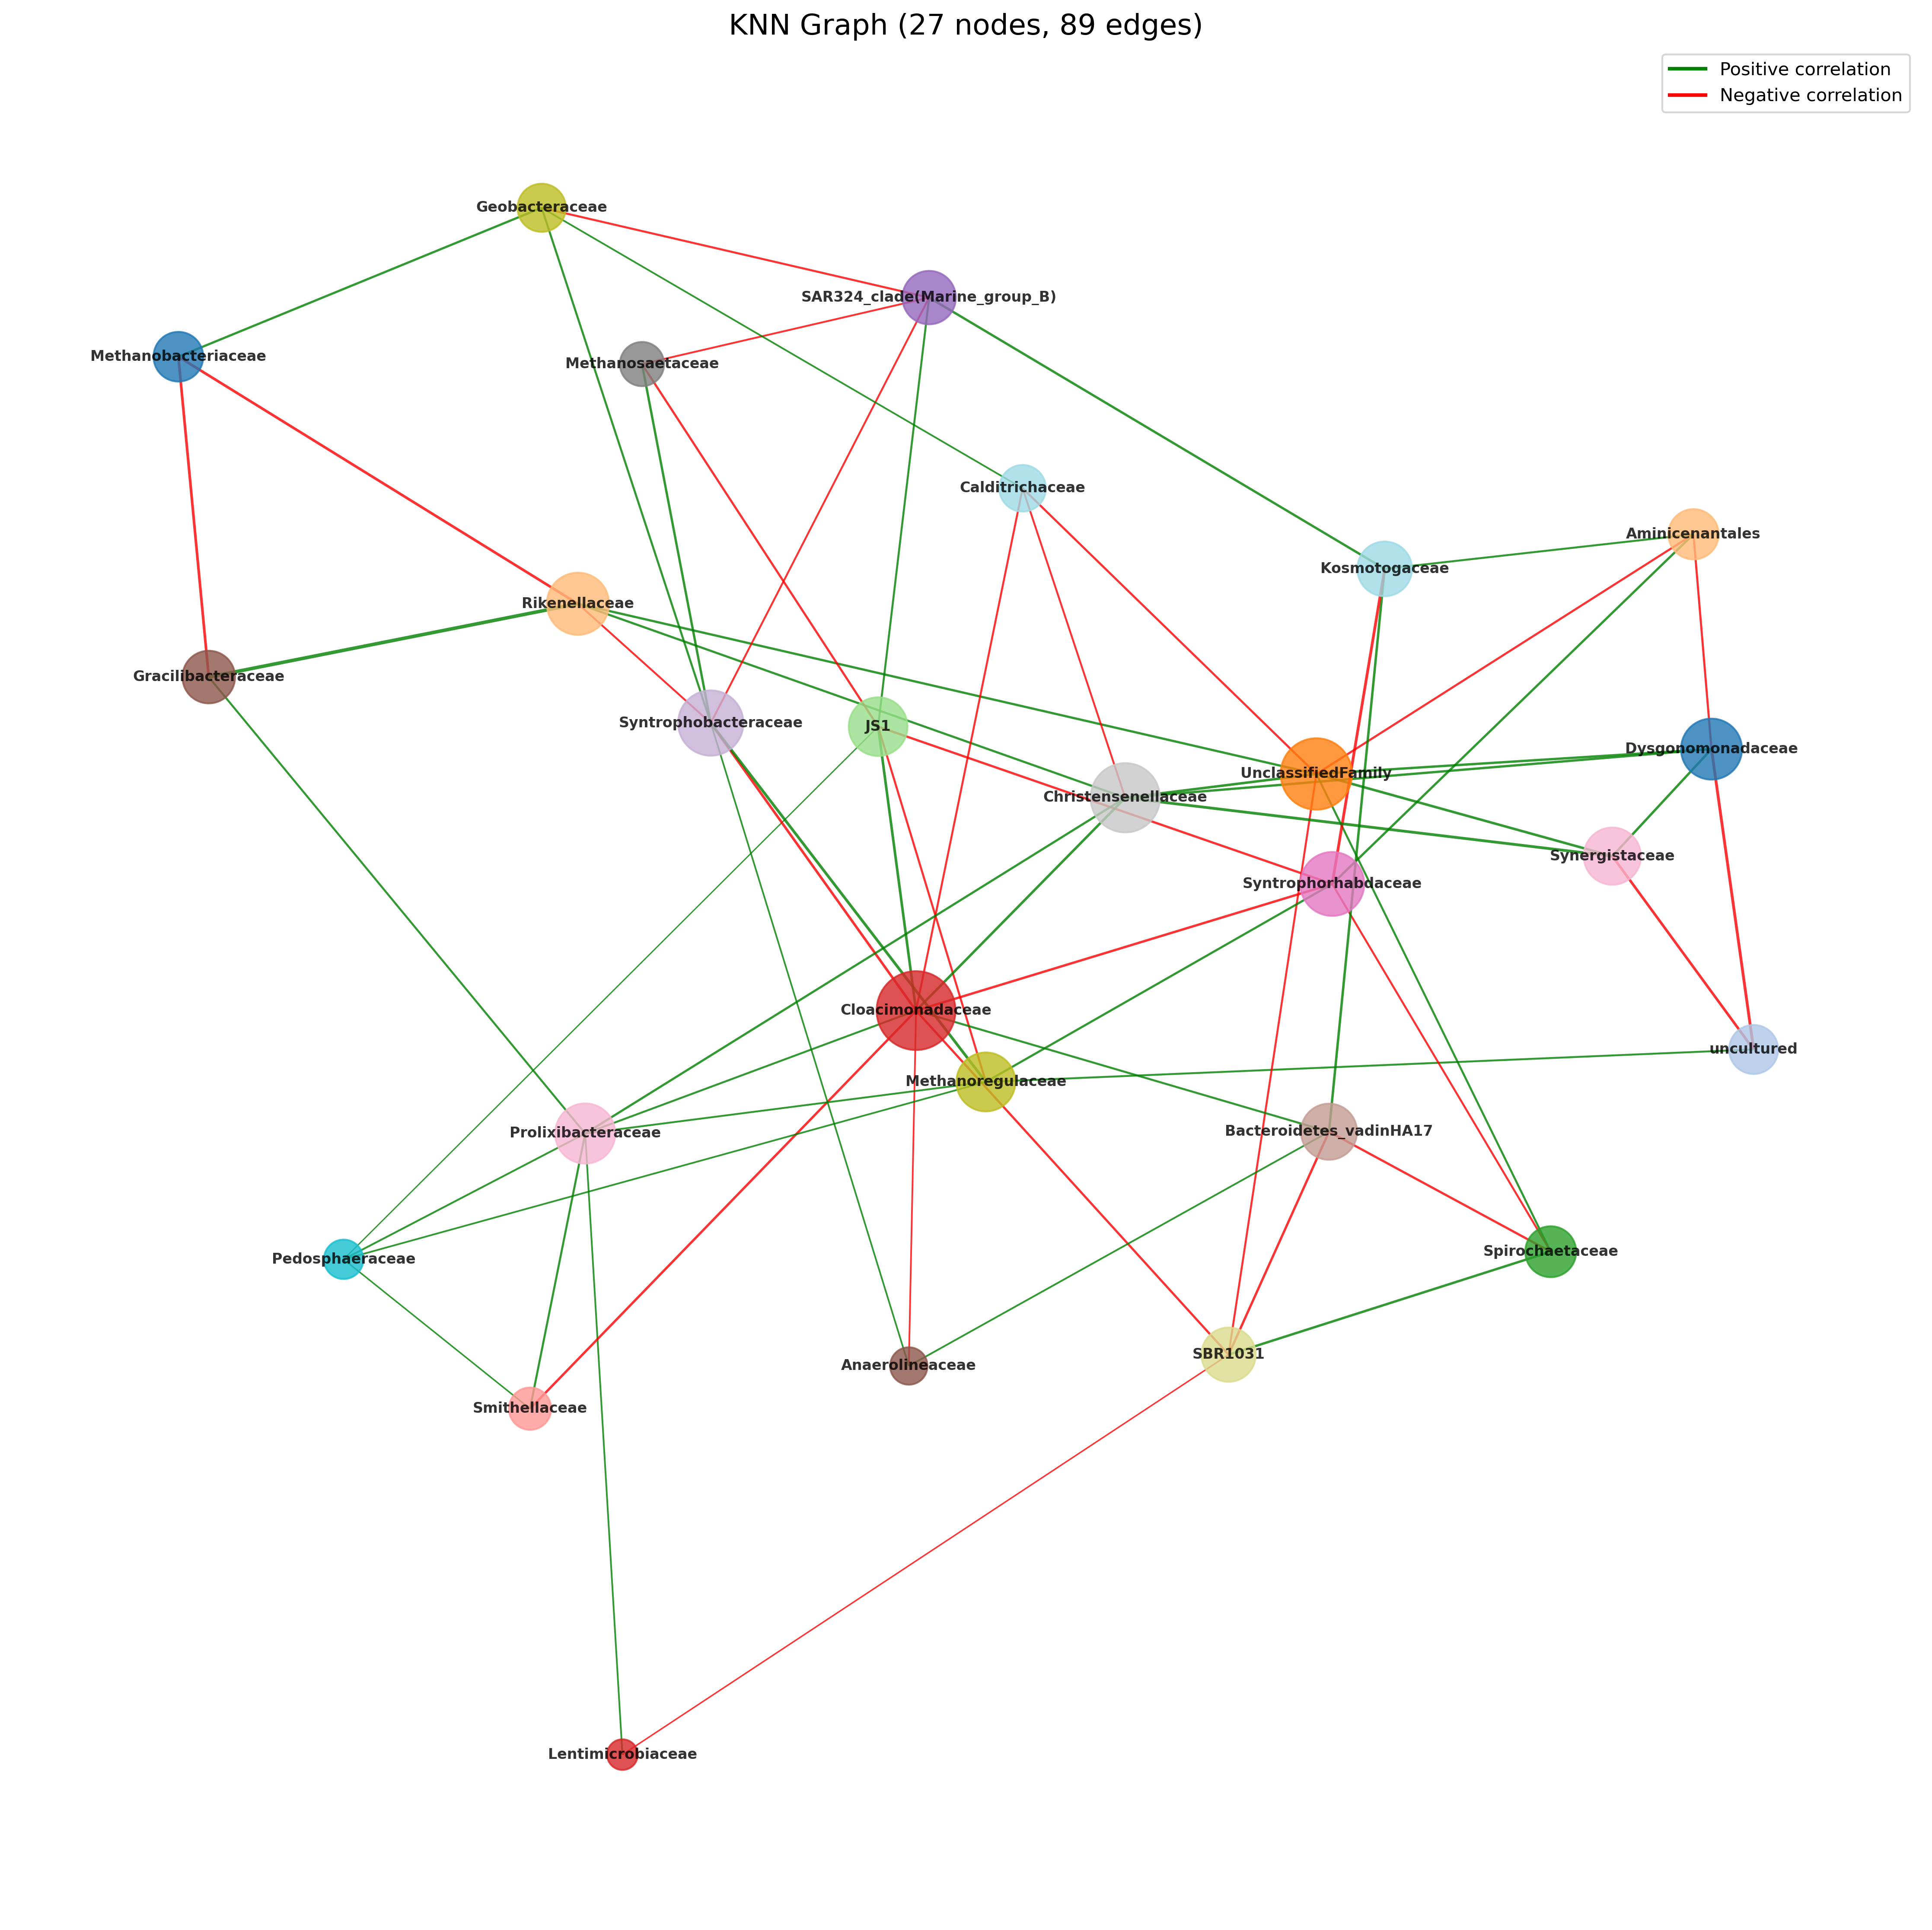 KNN Graph (27 nodes, 89 edges)
Positive correlation
Negative correlation
Geobacteraceae
SAR324_clade(Marine_group_B)
Methanobacteriaceae
Methanosaetaceae
Calditrichaceae
Aminicenantales
Kosmotogaceae
Rikenellaceae
Gracilibacteraceae
Syntrophobacteraceae
JS1
Dysgonomonadaceae
UnclassifiedFamily
Christensenellaceae
Synergistaceae
Syntrophorhabdaceae
Cloacimonadaceae
uncultured
Methanoregulaceae
Prolixibacteraceae
Bacteroidetes_vadinHA17
Spirochaetaceae
Pedosphaeraceae
SBR1031
Anaerolineaceae
Smithellaceae
Lentimicrobiaceae